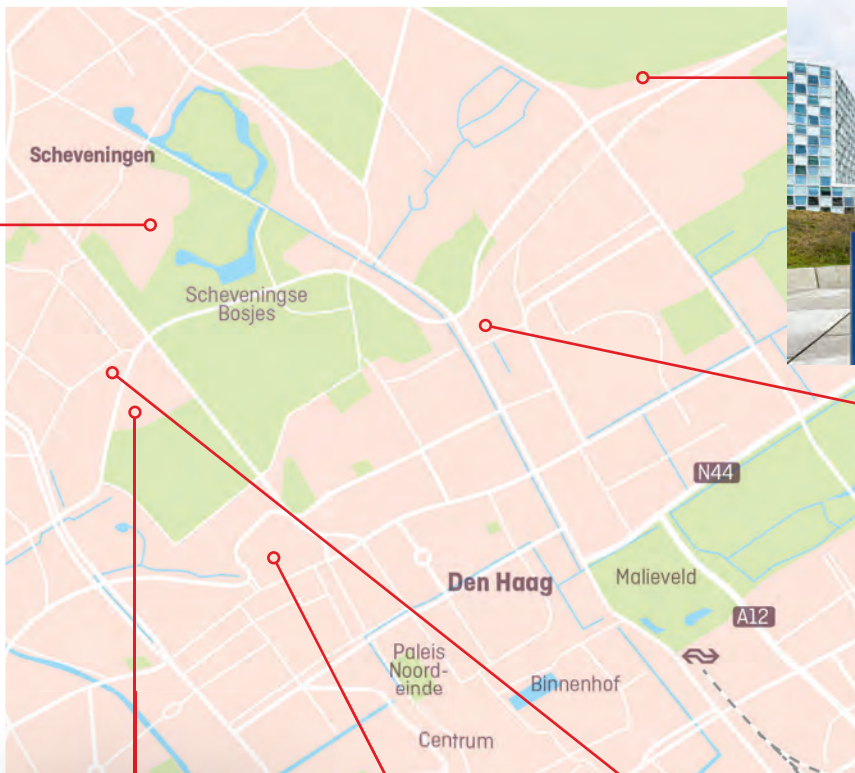 Scheveningen
Scheveningse
Bosjes
N44
Den Haag
Malieveld
A12
Paleis
Noord-
einde
Binnenhof
Centrum